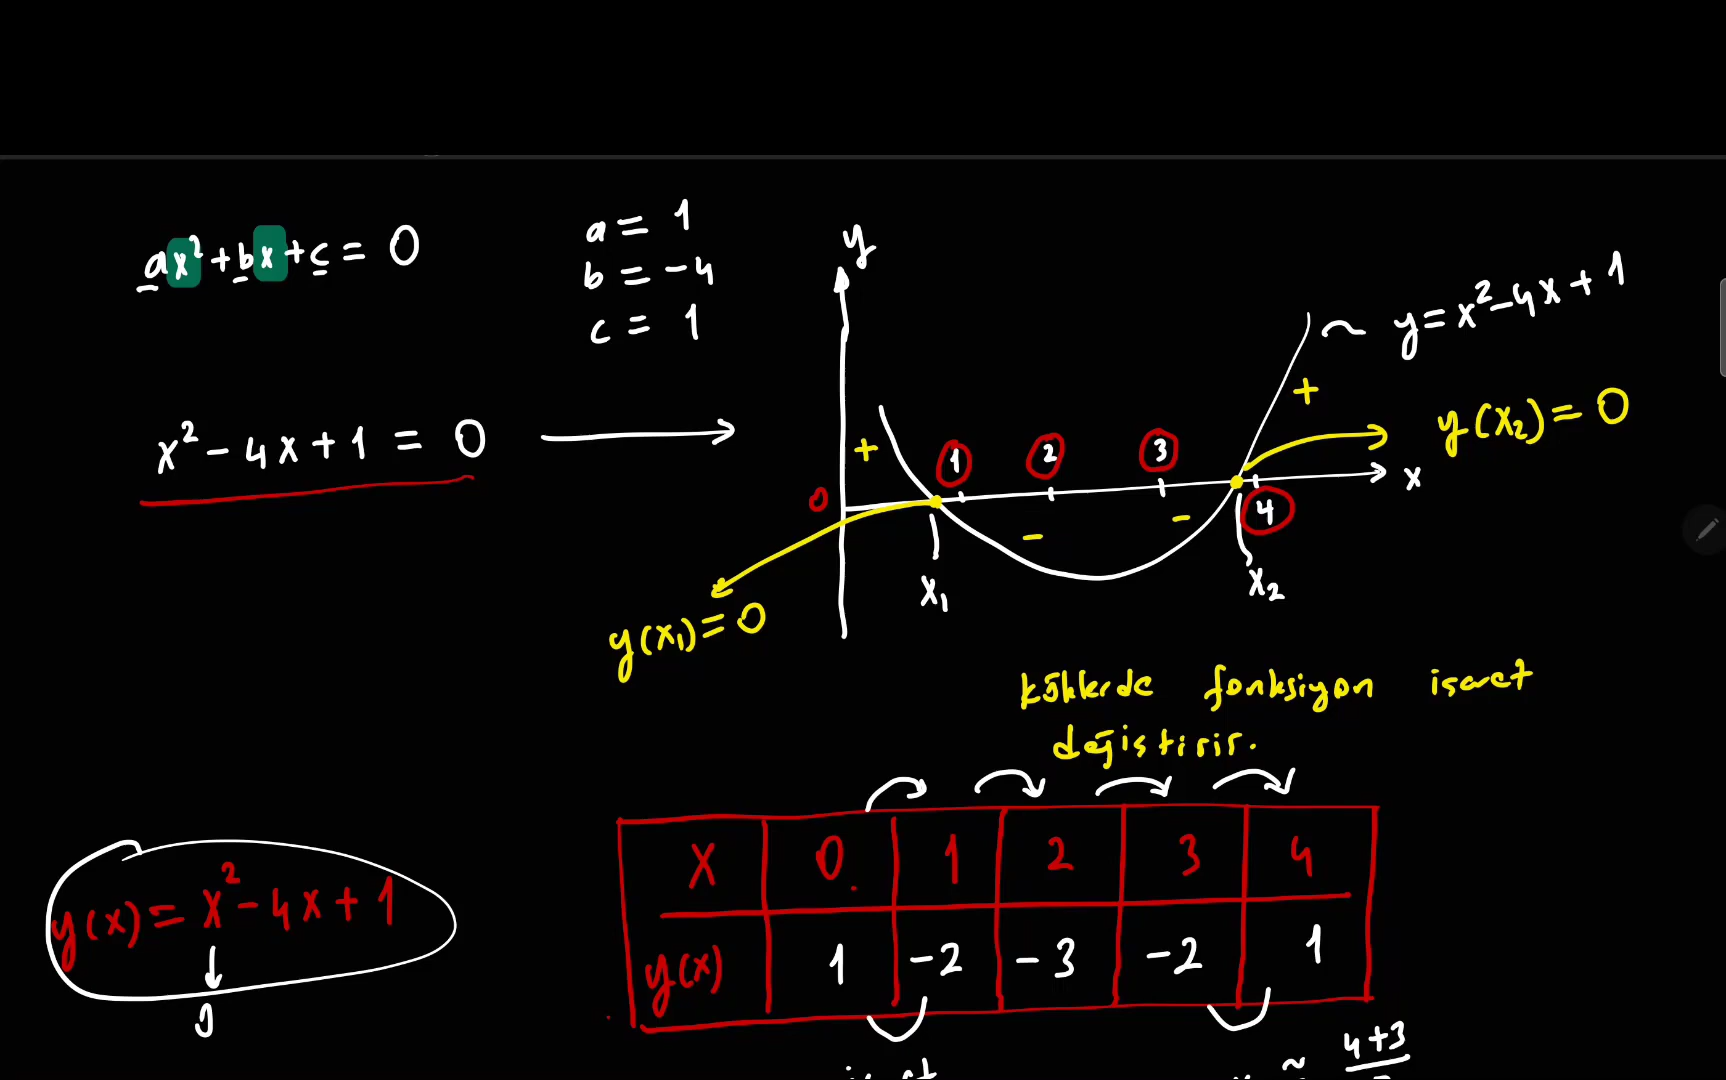 ax²+bx+c = 0
a = 1
b = -4
c = 1
x² - 4x + 1 = 0
y
y = x² - 4x + 1
+
+
y(x₂) = 0
0
1
2
3
4
x
-
-
x₁
x₂
y(x₁) = 0
köklerde fonksiyon işaret
değiştirir.
y(x) = x² - 4x + 1
x 0 1 2 3 4
y(x) 1 -2 -3 -2 1
4+3